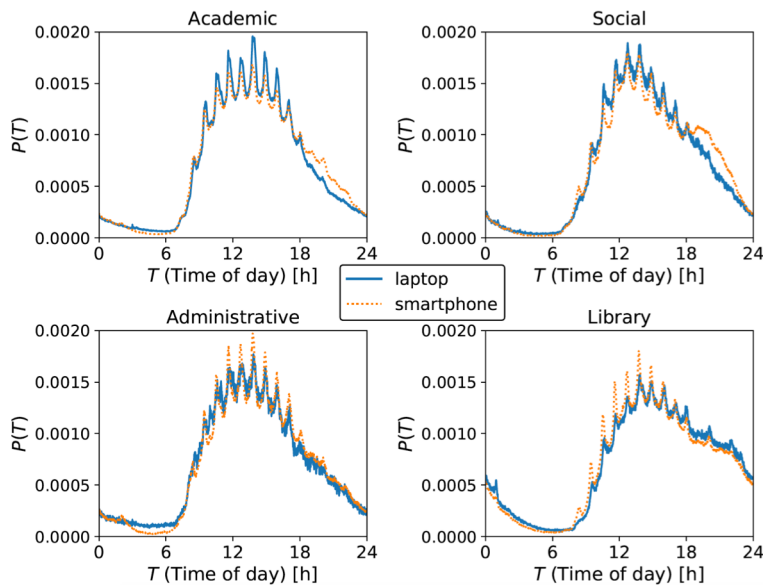 Academic
Social
0.0020
0.0015
0.0010
0.0005
0.0000
P(T)
0 6 12 18 24
T (Time of day) [h]
0.0020
0.0015
0.0010
0.0005
0.0000
P(T)
0 6 12 18 24
T (Time of day) [h]
laptop
smartphone
Administrative
Library
0.0020
0.0015
0.0010
0.0005
0.0000
P(T)
0 6 12 18 24
T (Time of day) [h]
0.0020
0.0015
0.0010
0.0005
0.0000
P(T)
0 6 12 18 24
T (Time of day) [h]